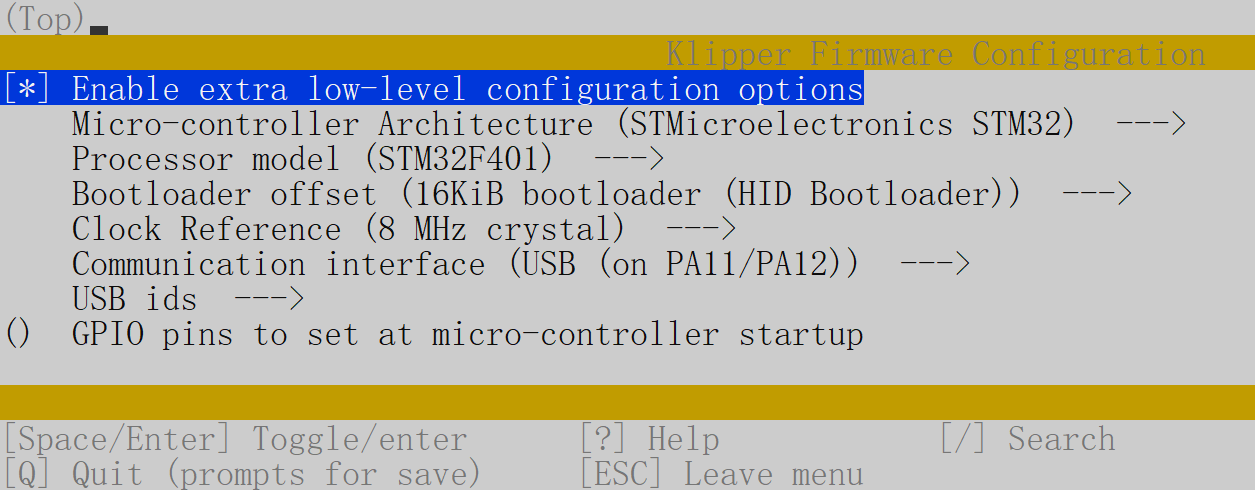 (Top)
Klipper Firmware Configuration
[*] Enable extra low-level configuration options
Micro-controller Architecture (STMicroelectronics STM32) --->
Processor model (STM32F401) --->
Bootloader offset (16KiB bootloader (HID Bootloader)) --->
Clock Reference (8 MHz crystal) --->
Communication interface (USB (on PA11/PA12)) --->
USB ids --->
() GPIO pins to set at micro-controller startup
[Space/Enter] Toggle/enter [?] Help [/] Search
[Q] Quit (prompts for save) [ESC] Leave menu